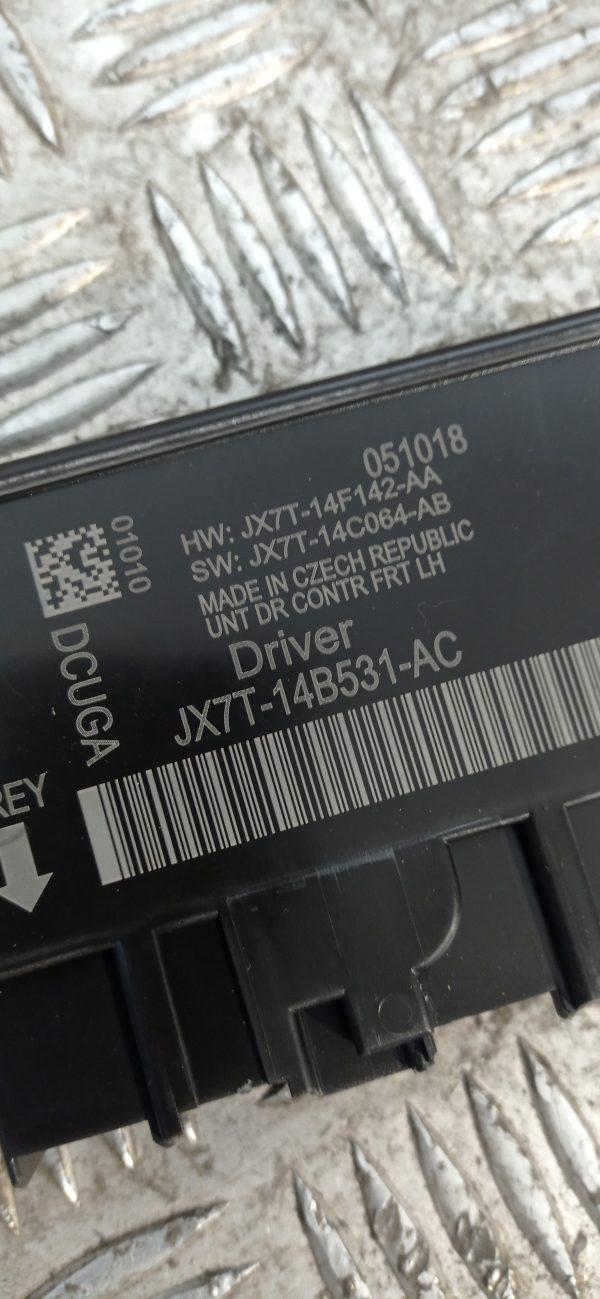 051018
HW: JX7T-14F142-AA
SW: JX7T-14C064-AB
MADE IN CZECH REPUBLIC
UNT DR CONTR FRT LH
Driver
JX7T-14B531-AC
01010
DCUGA
REY